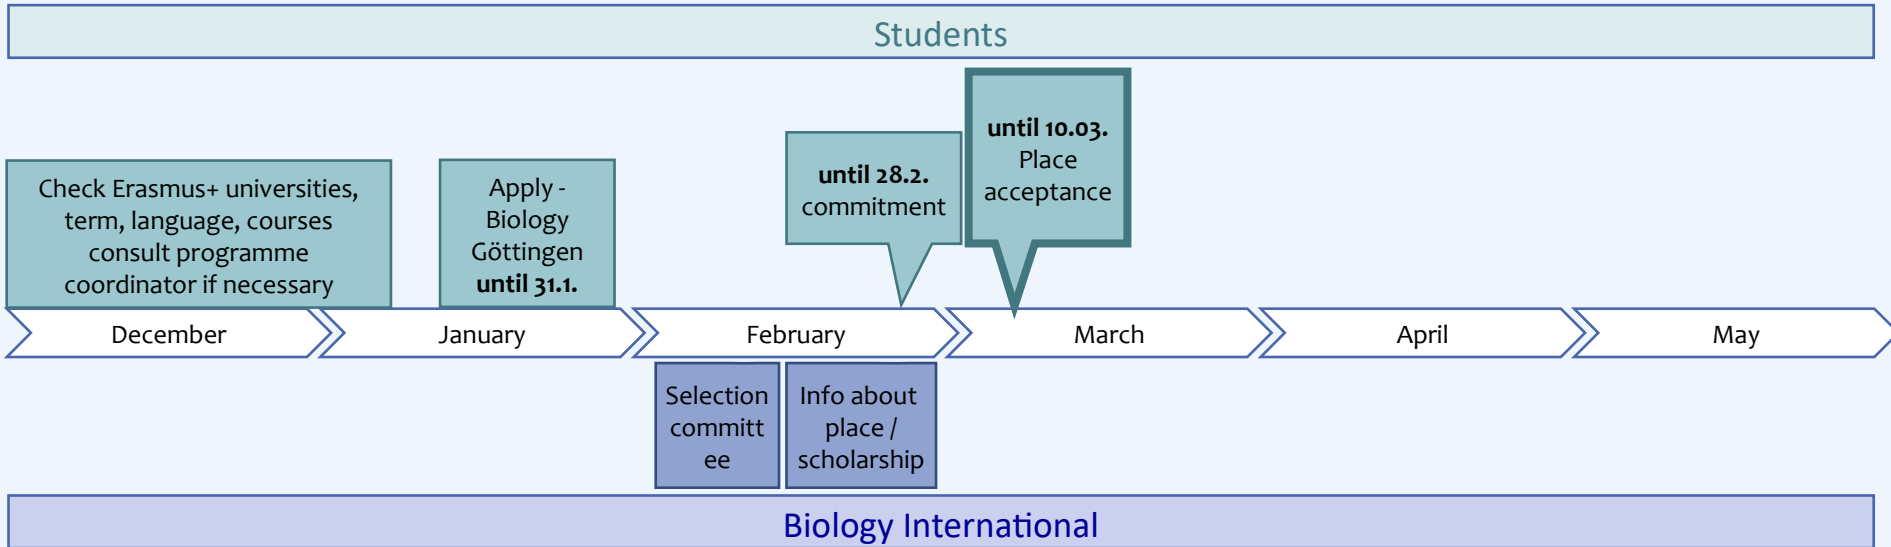 Students
Check Erasmus+ universities,
term, language, courses
consult programme
coordinator if necessary
Apply -
Biology
Göttingen
until 31.1.
until 28.2.
commitment
until 10.03.
Place
acceptance
December
January
February
March
April
May
Selection
committ
ee
Info about
place /
scholarship
Biology International